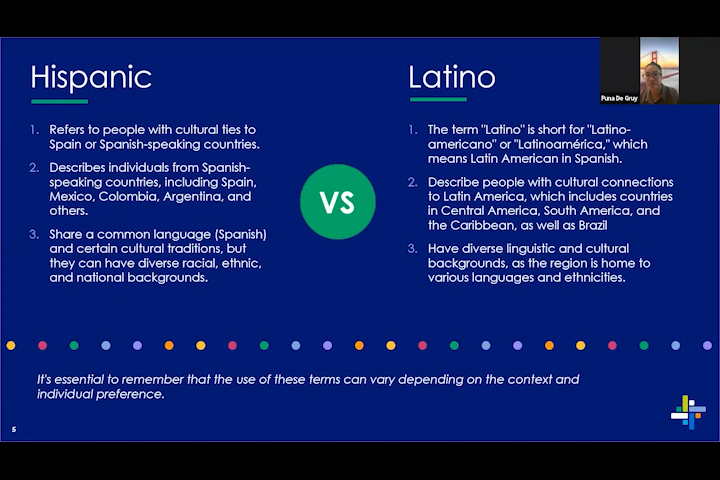 Hispanic
1. Refers to people with cultural ties to
Spain or Spanish-speaking countries.
2. Describes individuals from Spanish-
speaking countries, including Spain,
Mexico, Colombia, Argentina, and
others.
3. Share a common language (Spanish)
and certain cultural traditions, but
they can have diverse racial, ethnic,
and national backgrounds.
VS
Latino
1. The term "Latino" is short for "Latino-
americano" or "Latinoamérica," which
means Latin American in Spanish.
2. Describe people with cultural connections
to Latin America, which includes countries
in Central America, South America, and
the Caribbean, as well as Brazil
3. Have diverse linguistic and cultural
backgrounds, as the region is home to
various languages and ethnicities.
Puna De Gruy
It's essential to remember that the use of these terms can vary depending on the context and
individual preference.
5